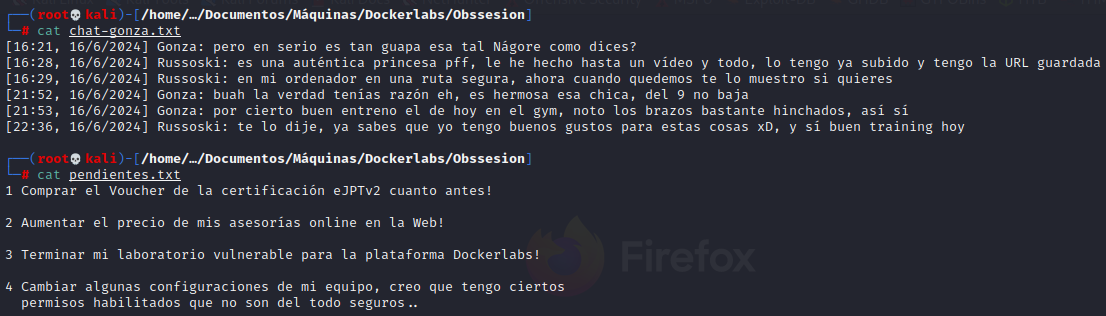 ┌──(root💀kali)-[/home/…/Documentos/Máquinas/Dockerlabs/Obssesion]
└─# cat chat-gonza.txt
[16:21, 16/6/2024] Gonza: pero en serio es tan guapa esa tal Nágore como dices?
[16:28, 16/6/2024] Russoski: es una auténtica princesa pff, le he hecho hasta un vídeo y todo, lo tengo ya subido y tengo la URL guardada
[16:29, 16/6/2024] Russoski: en mi ordenador en una ruta segura, ahora cuando quedemos te lo muestro si quieres
[21:52, 16/6/2024] Gonza: buah la verdad tenías razón eh, es hermosa esa chica, del 9 no baja
[21:53, 16/6/2024] Gonza: por cierto buen entreno el de hoy en el gym, noto los brazos bastante hinchados, así sí
[22:36, 16/6/2024] Russoski: te lo dije, ya sabes que yo tengo buenos gustos para estas cosas xD, y sí buen training hoy
┌──(root💀kali)-[/home/…/Documentos/Máquinas/Dockerlabs/Obssesion]
└─# cat pendientes.txt
1 Comprar el Voucher de la certificación eJPTv2 cuanto antes!
2 Aumentar el precio de mis asesorías online en la Web!
3 Terminar mi laboratorio vulnerable para la plataforma Dockerlabs!
4 Cambiar algunas configuraciones de mi equipo, creo que tengo ciertos
permisos habilitados que no son del todo seguros..
Firefox